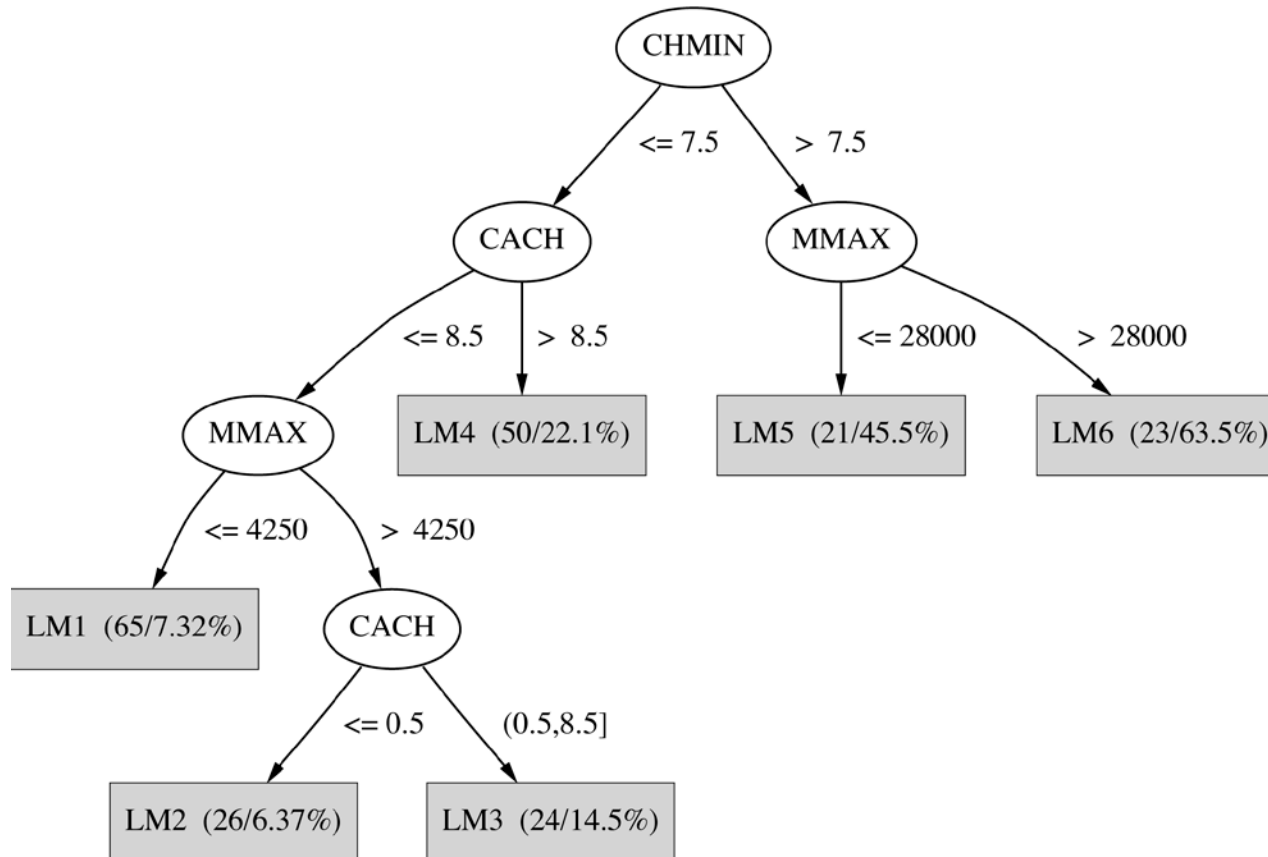 CHMIN
<= 7.5
> 7.5
CACH
MMAX
<= 8.5
> 8.5
<= 28000
> 28000
MMAX
LM4 (50/22.1%)
LM5 (21/45.5%)
LM6 (23/63.5%)
<= 4250
> 4250
LM1 (65/7.32%)
CACH
<= 0.5
(0.5,8.5]
LM2 (26/6.37%)
LM3 (24/14.5%)